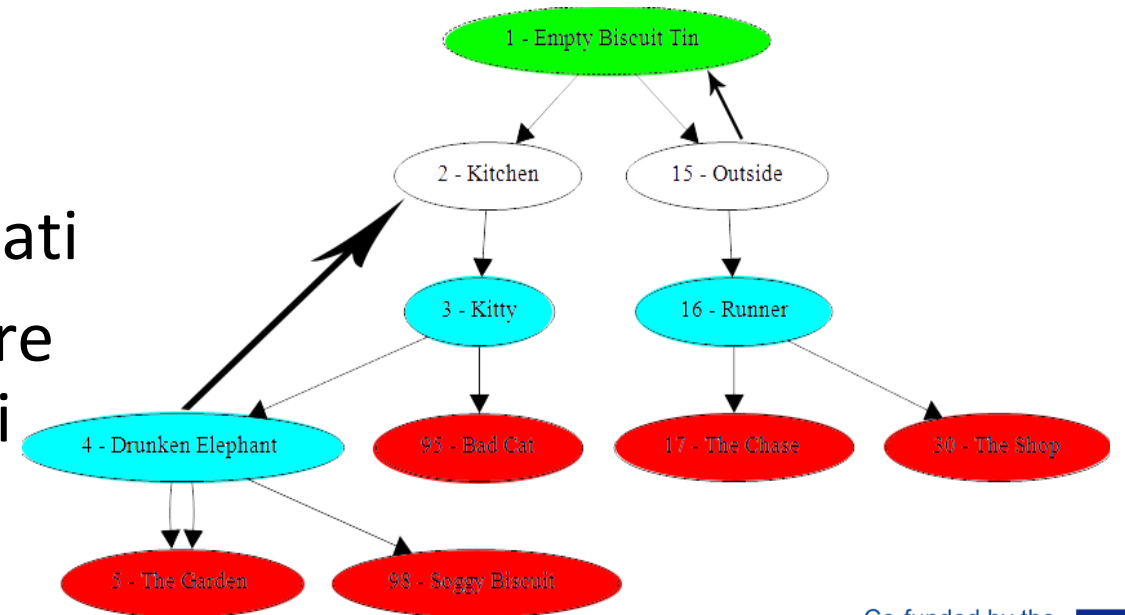 1 - Empty Biscuit Tin
2 - Kitchen
15 - Outside
ati
3 - Kitty
16 - Runner
re
i
4 - Drunken Elephant
95 - Bad Cat
17 - The Chase
30 - The Shop
5 - The Garden
98 - Soggy Biscuit
Co-funded by the